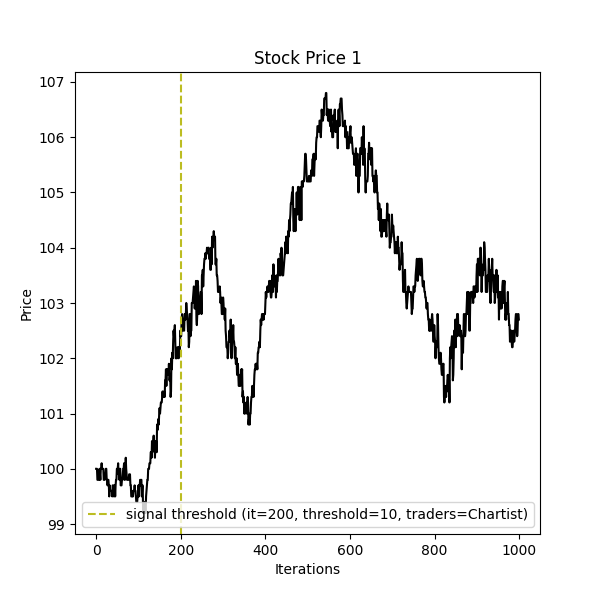 Stock Price 1
107
106
105
104
103
102
101
100
99
Price
signal threshold (it=200, threshold=10, traders=Chartist)
0 200 400 600 800 1000
Iterations